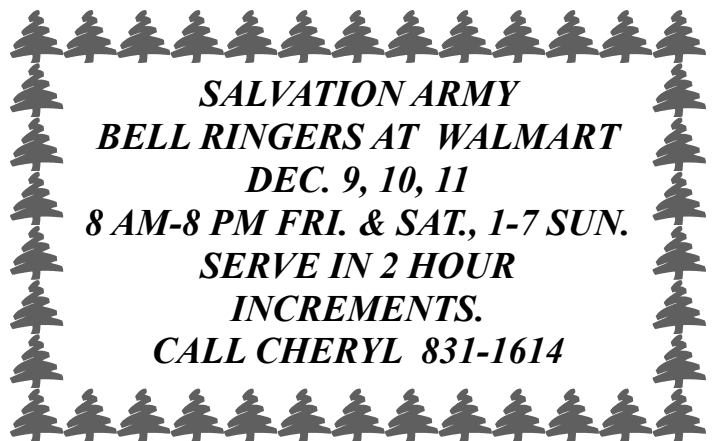 SALVATION ARMY
BELL RINGERS AT WALMART
DEC. 9, 10, 11
8 AM-8 PM FRI. & SAT., 1-7 SUN.
SERVE IN 2 HOUR
INCREMENTS.
CALL CHERYL 831-1614